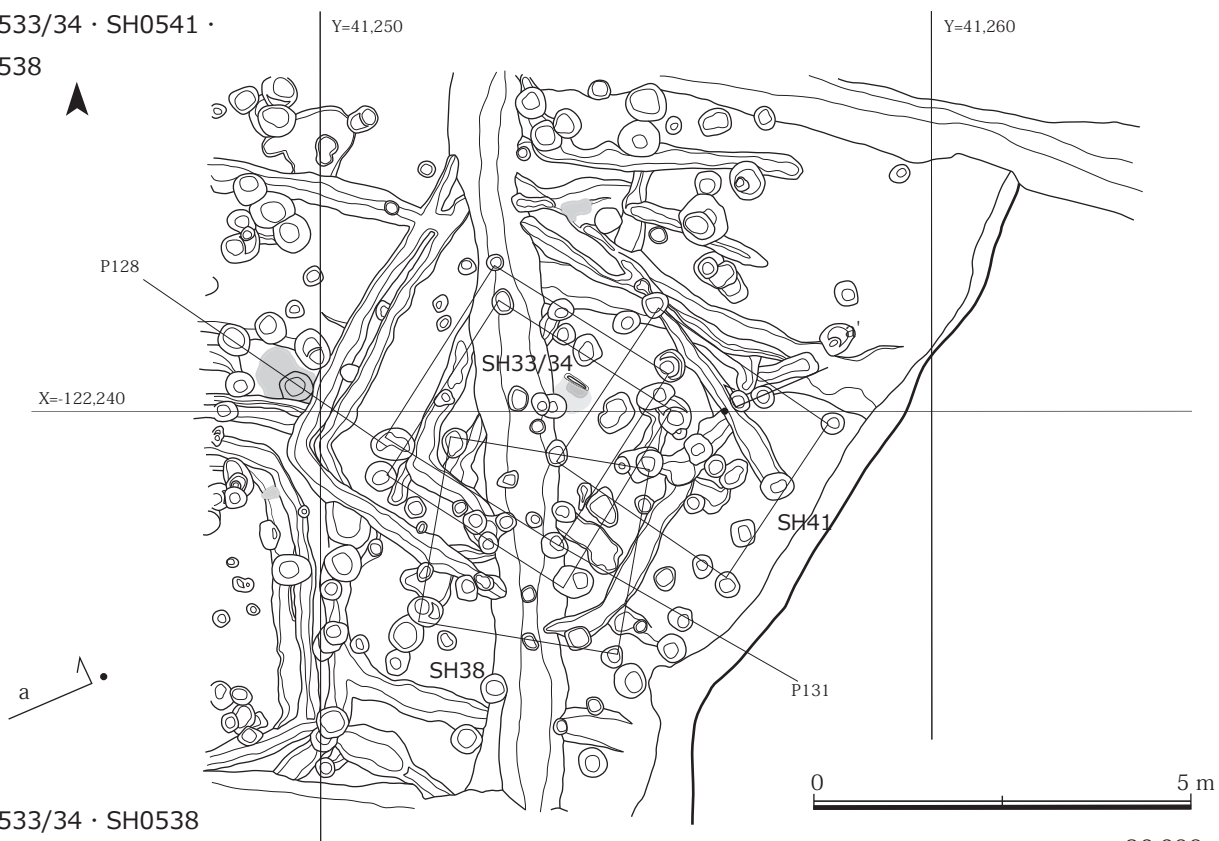 533/34・SH0541・
538
Y=41,250
Y=41,260
P128
a'
SH33/34
X=-122,240
SH41
SH38
a
P131
0 5 m
533/34・SH0538